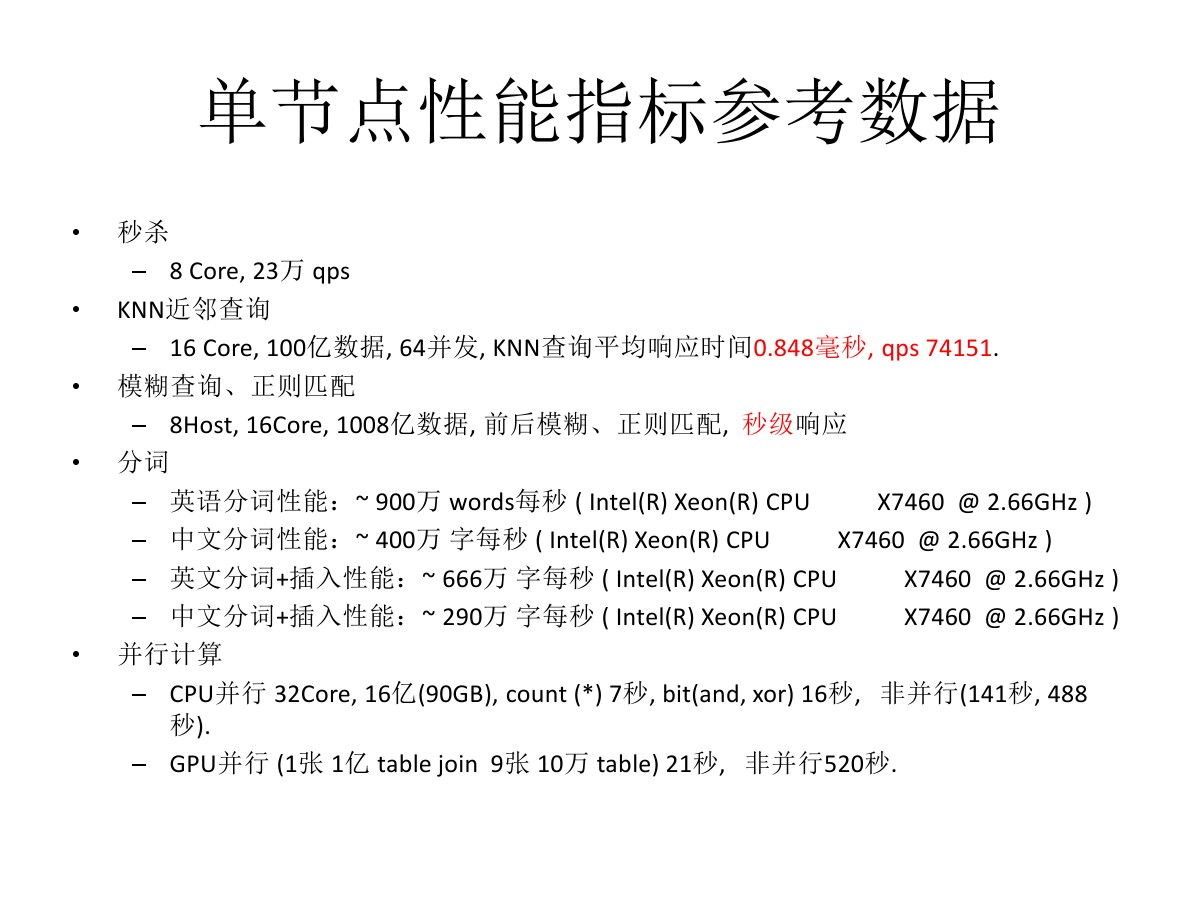 单节点性能指标参考数据
• 秒杀
– 8 Core, 23万 qps
• KNN近邻查询
– 16 Core, 100亿数据, 64并发, KNN查询平均响应时间0.848毫秒, qps 74151.
• 模糊查询、正则匹配
– 8Host, 16Core, 1008亿数据, 前后模糊、正则匹配, 秒级响应
• 分词
– 英语分词性能：~ 900万 words每秒 ( Intel(R) Xeon(R) CPU X7460 @ 2.66GHz )
– 中文分词性能：~ 400万 字每秒 ( Intel(R) Xeon(R) CPU X7460 @ 2.66GHz )
– 英文分词+插入性能：~ 666万 字每秒 ( Intel(R) Xeon(R) CPU X7460 @ 2.66GHz )
– 中文分词+插入性能：~ 290万 字每秒 ( Intel(R) Xeon(R) CPU X7460 @ 2.66GHz )
• 并行计算
– CPU并行 32Core, 16亿(90GB), count (*) 7秒, bit(and, xor) 16秒, 非并行(141秒, 488
秒).
– GPU并行 (1张 1亿 table join 9张 10万 table) 21秒, 非并行520秒.